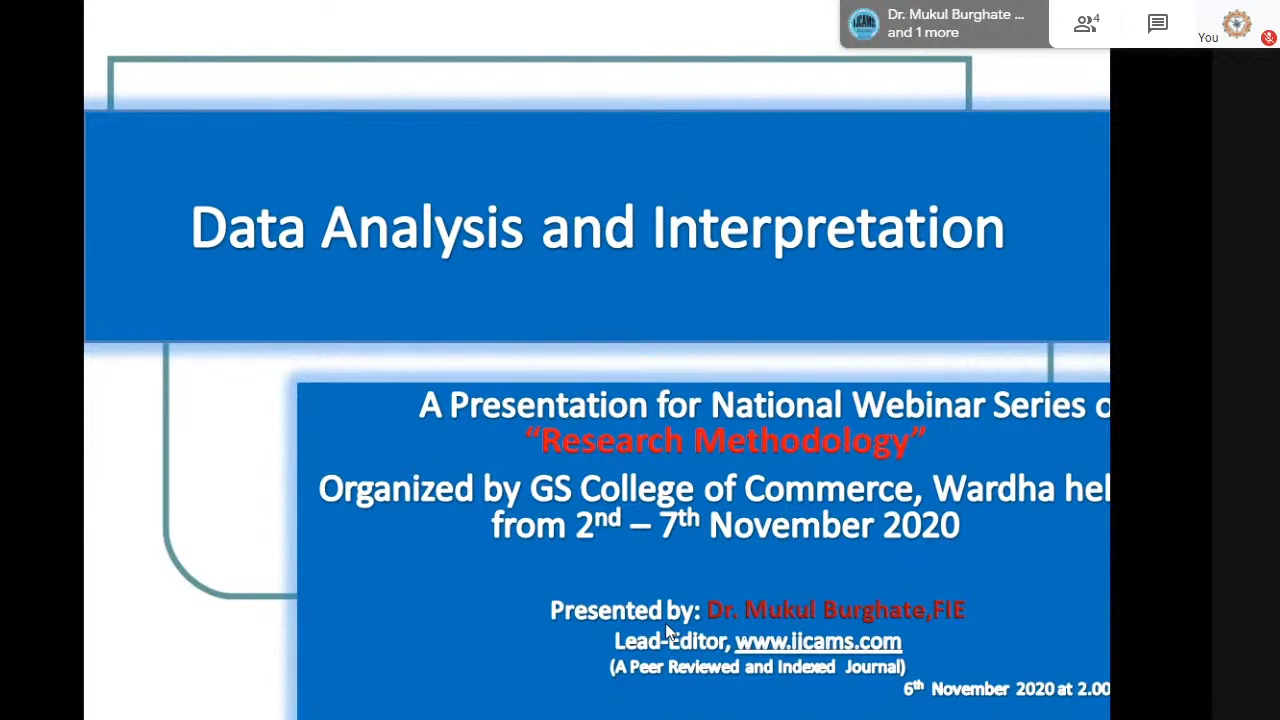 Dr. Mukul Burghate ...
and 1 more
4
You
IJCAMS
Data Analysis and Interpretation
A Presentation for National Webinar Series o
“Research Methodology”
Organized by GS College of Commerce, Wardha hel
from 2nd – 7th November 2020
Presented by: Dr. Mukul Burghate,FIE
Lead-Editor, www.ijcams.com
(A Peer Reviewed and Indexed Journal)
6th November 2020 at 2.00